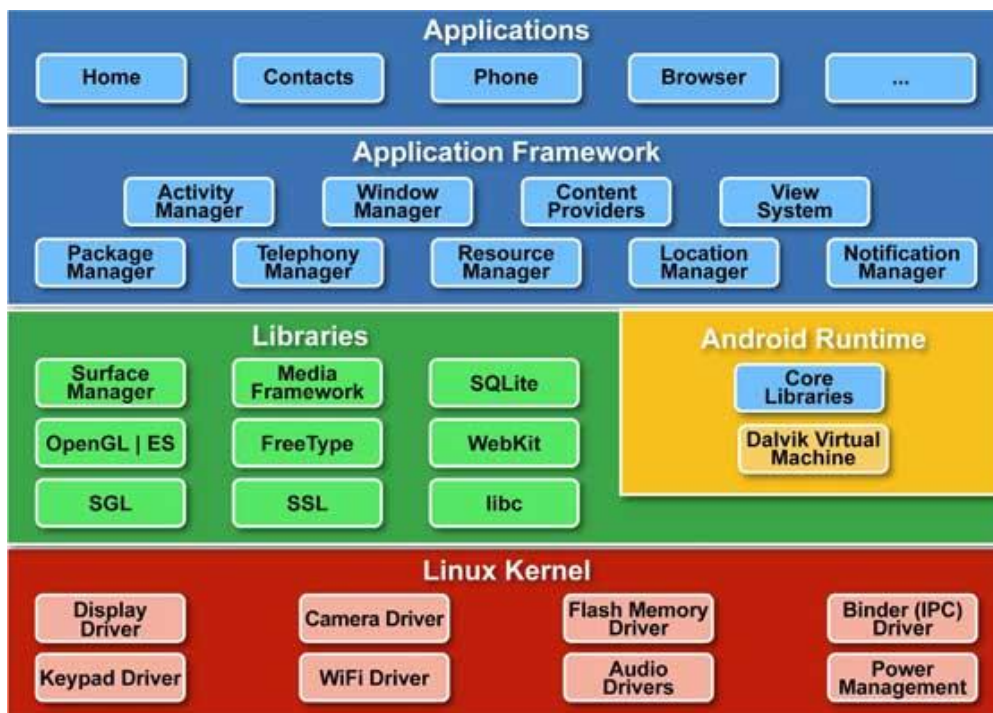 Applications
Home
Contacts
Phone
Browser
...
Application Framework
Activity
Manager
Window
Manager
Content
Providers
View
System
Package
Manager
Telephony
Manager
Resource
Manager
Location
Manager
Notification
Manager
Libraries
Surface
Manager
Media
Framework
SQLite
OpenGL | ES
FreeType
WebKit
SGL
SSL
libc
Android Runtime
Core
Libraries
Dalvik Virtual
Machine
Linux Kernel
Display
Driver
Camera Driver
Flash Memory
Driver
Binder (IPC)
Driver
Keypad Driver
WiFi Driver
Audio
Drivers
Power
Management